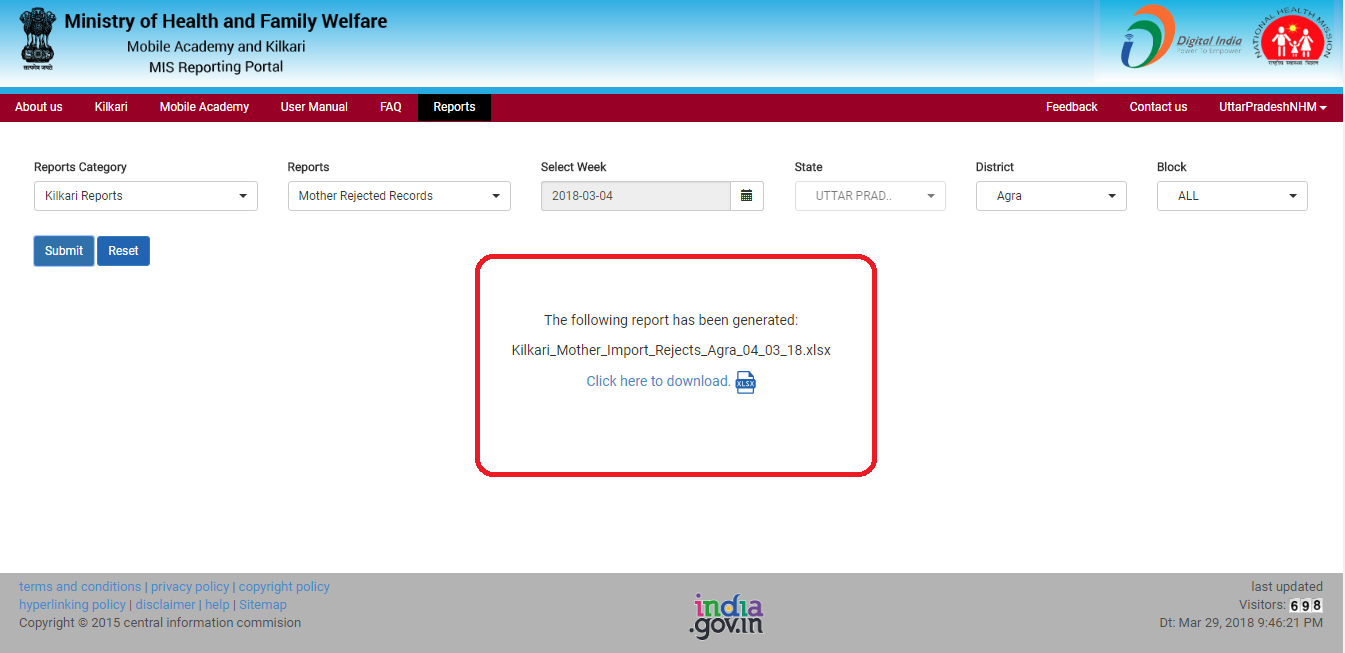 Ministry of Health and Family Welfare
Mobile Academy and Kilkari
MIS Reporting Portal
सत्यमेव जयते
Digital India
Power To Empower
NATIONAL HEALTH MISSION
राष्ट्रीय स्वास्थ्य मिशन
About us Kilkari Mobile Academy User Manual FAQ Reports Feedback Contact us UttarPradeshNHM
Reports Category Reports Select Week State District Block
Kilkari Reports Mother Rejected Records 2018-03-04 UTTAR PRAD.. Agra ALL
Submit Reset
The following report has been generated:
Kilkari_Mother_Import_Rejects_Agra_04_03_18.xlsx
Click here to download. XLSX
terms and conditions | privacy policy | copyright policy
hyperlinking policy | disclaimer | help | Sitemap
Copyright © 2015 central information commision
india
.gov.in
last updated
Visitors: 698
Dt: Mar 29, 2018 9:46:21 PM